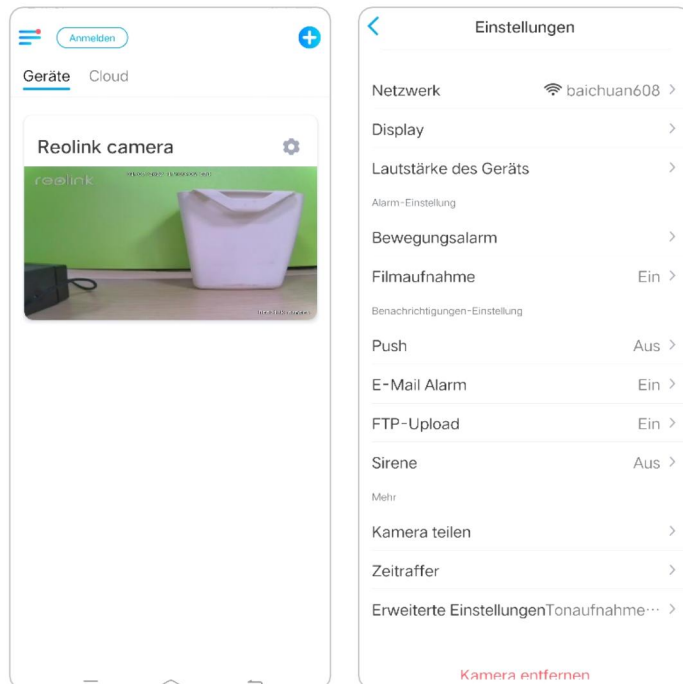 Anmelden
Geräte Cloud
Reolink camera
reolink
Einstellungen
Netzwerk baichuan608
Display
Lautstärke des Geräts
Alarm-Einstellung
Bewegungsalarm
Filmaufnahme Ein
Benachrichtigungen-Einstellung
Push Aus
E-Mail Alarm Ein
FTP-Upload Ein
Sirene Aus
Mehr
Kamera teilen
Zeitraffer
Erweiterte Einstellungen Tonaufnahme…
Kamera entfernen